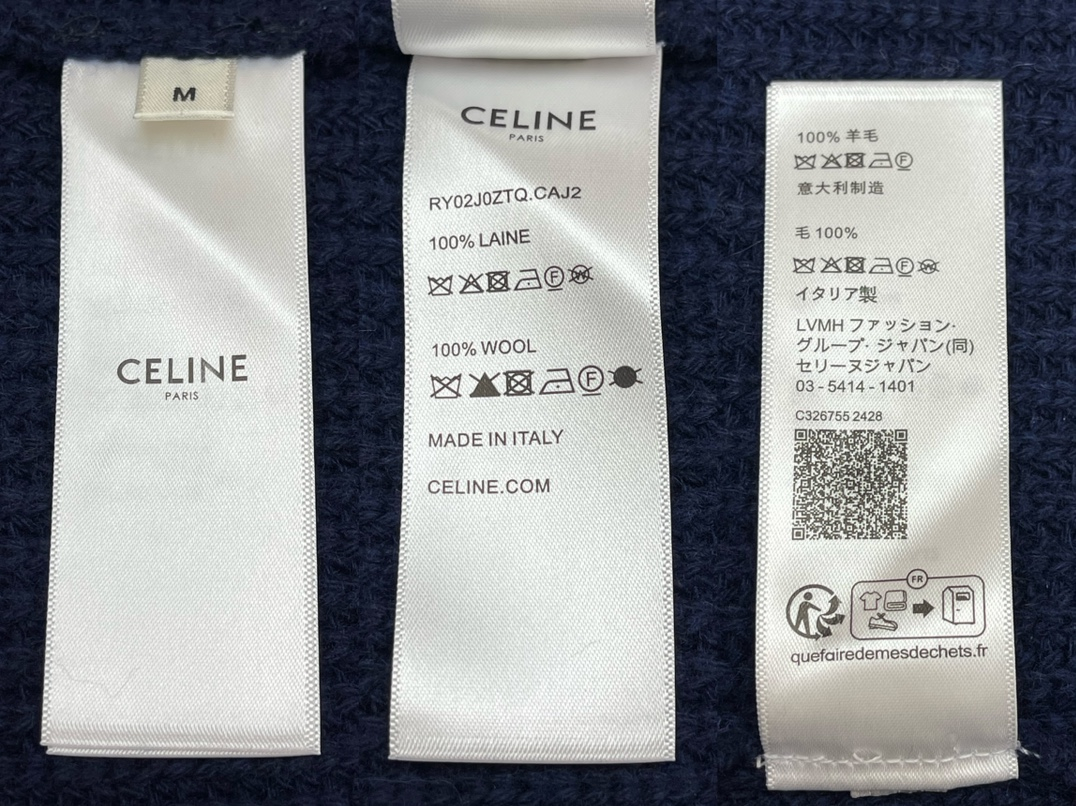 M
CELINE
PARIS
CELINE
PARIS
RY02J0ZTQ.CAJ2
100% LAINE
F W
100% WOOL
F
MADE IN ITALY
CELINE.COM
100% 羊毛
F
意大利制造
毛 100%
F W
イタリア製
LVMH ファッション·
グループ· ジャパン(同)
セリーヌジャパン
03 - 5414 - 1401
C326755 2428
FR
quefairedemesdechets.fr